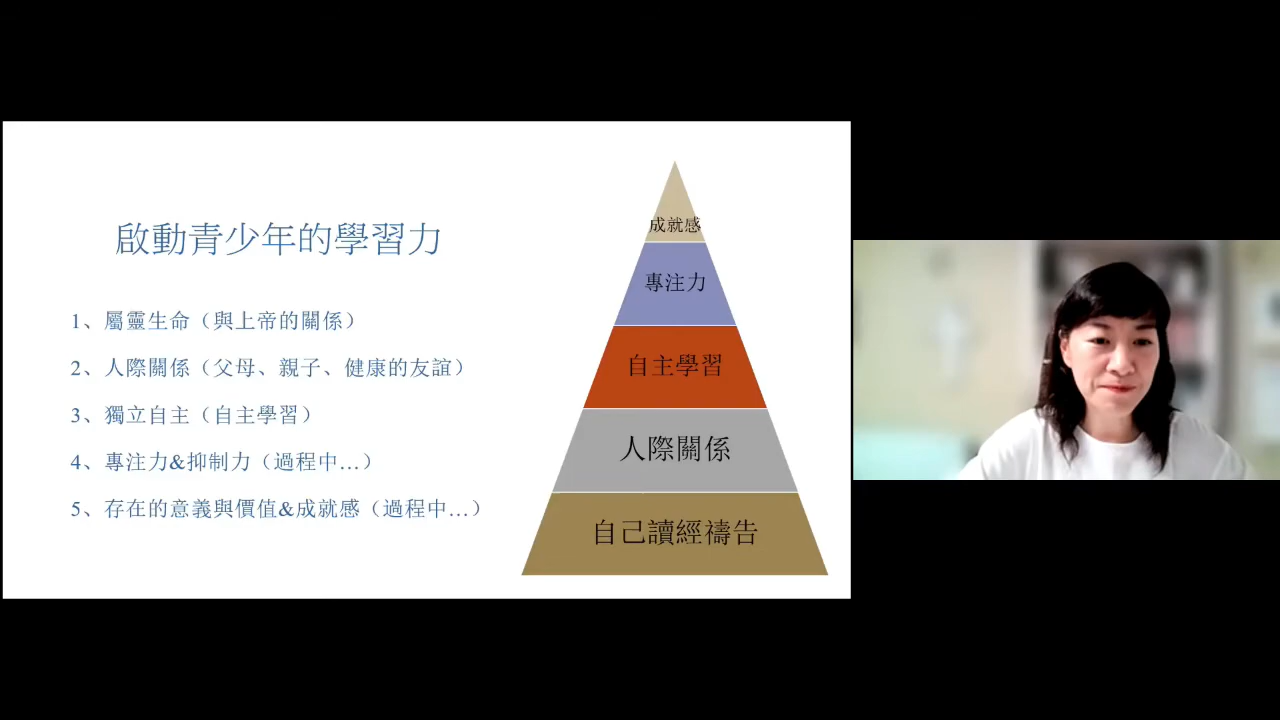 啟動青少年的學習力
1、屬靈生命（與上帝的關係）
2、人際關係（父母、親子、健康的友誼）
3、獨立自主（自主學習）
4、專注力&抑制力（過程中…）
5、存在的意義與價值&成就感（過程中…）
成就感
專注力
自主學習
人際關係
自己讀經禱告